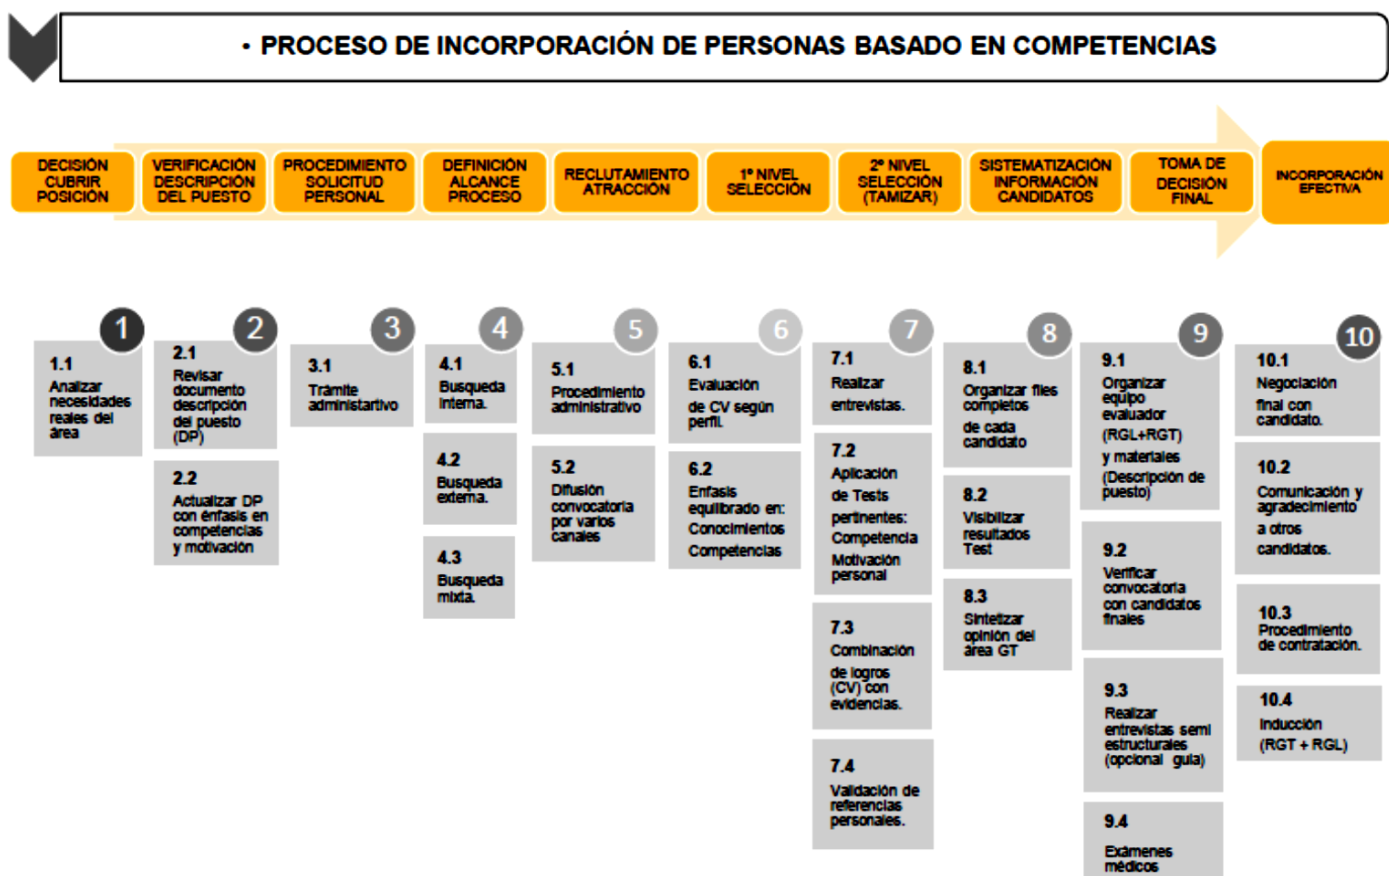 • PROCESO DE INCORPORACIÓN DE PERSONAS BASADO EN COMPETENCIAS
DECISIÓN
CUBRIR
POSICIÓN
VERIFICACIÓN
DESCRIPCIÓN
DEL PUESTO
PROCEDIMIENTO
SOLICITUD
PERSONAL
DEFINICIÓN
ALCANCE
PROCESO
RECLUTAMIENTO
ATRACCIÓN
1º NIVEL
SELECCIÓN
2º NIVEL
SELECCIÓN
(TAMIZAR)
SISTEMATIZACIÓN
INFORMACIÓN
CANDIDATOS
TOMA DE
DECISIÓN
FINAL
INCORPORACIÓN
EFECTIVA
1
1.1
Analizar
necesidades
reales del
área
2
2.1
Revisar
documento
descripción
del puesto
(DP)
2.2
Actualizar DP
con énfasis en
competencias
y motivación
3
3.1
Trámite
administartivo
4
4.1
Busqueda
interna.
4.2
Busqueda
externa.
4.3
Busqueda
mixta.
5
5.1
Procedimiento
administrativo
5.2
Difusión
convocatoria
por varios
canales
6
6.1
Evaluación
de CV según
perfil.
6.2
Enfasis
equilibrado en:
Conocimientos
Competencias
7
7.1
Realizar
entrevistas.
7.2
Aplicación
de Tests
pertinentes:
Competencia
Motivación
personal
7.3
Combinación
de logros
(CV) con
evidencias.
7.4
Validación de
referencias
personales.
8
8.1
Organizar files
completos
de cada
candidato
8.2
Visibilizar
resultados
Test
8.3
Sintetizar
opinión del
área GT
9
9.1
Organizar
equipo
evaluador
(RGL+RGT)
y materiales
(Descripción de
puesto)
9.2
Verificar
convocatoria
con candidatos
finales
9.3
Realizar
entrevistas semi
estructurales
(opcional guia)
9.4
Exámenes
médicos
10
10.1
Negociación
final con
candidato.
10.2
Comunicación y
agradecimiento
a otros
candidatos.
10.3
Procedimiento
de contratación.
10.4
Inducción
(RGT + RGL)